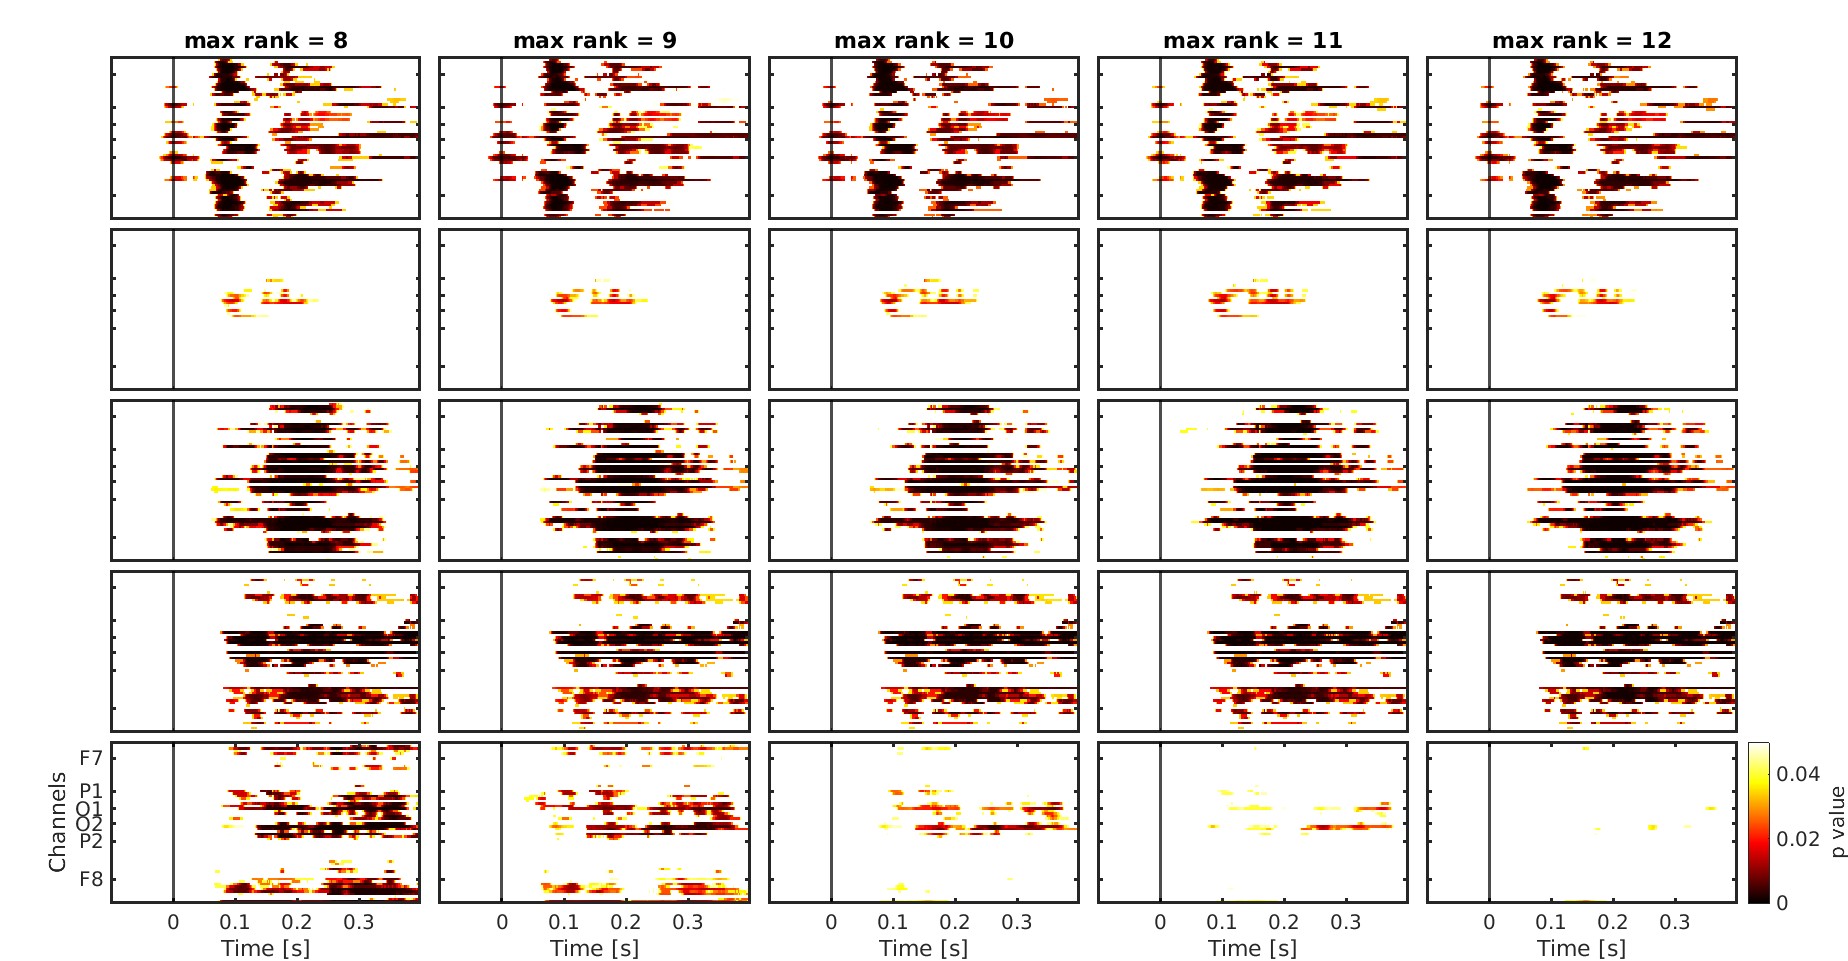 max rank = 8 max rank = 9 max rank = 10 max rank = 11 max rank = 12
Channels
F7
P1
O1
O2
P2
F8
0 0.1 0.2 0.3 0 0.1 0.2 0.3 0 0.1 0.2 0.3 0 0.1 0.2 0.3 0 0.1 0.2 0.3
Time [s] Time [s] Time [s] Time [s] Time [s]
0.04
0.02
0
p value